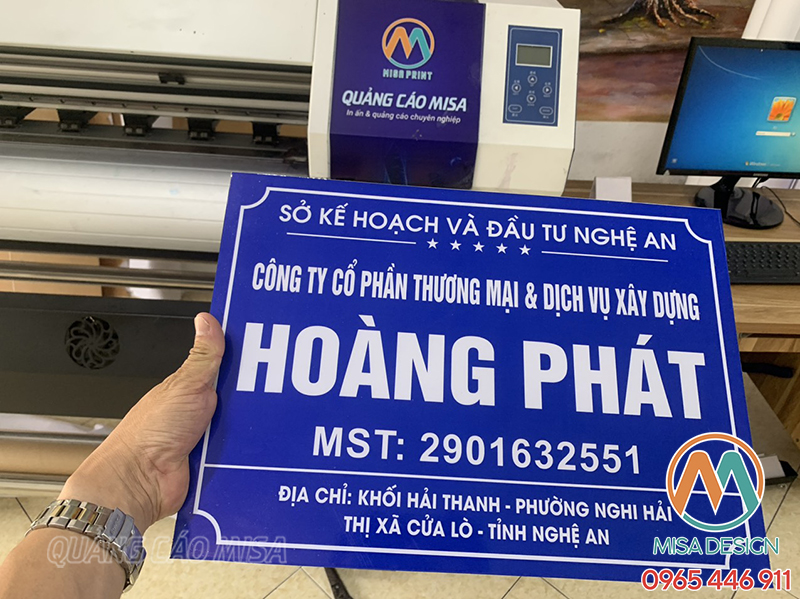 MISA PRINT
QUẢNG CÁO MISA
In ấn & quảng cáo chuyên nghiệp
SỞ KẾ HOẠCH VÀ ĐẦU TƯ NGHỆ AN
CÔNG TY CỔ PHẦN THƯƠNG MẠI & DỊCH VỤ XÂY DỰNG
HOÀNG PHÁT
MST: 2901632551
ĐỊA CHỈ: KHỐI HẢI THANH - PHƯỜNG NGHI HẢI
THỊ XÃ CỬA LÒ - TỈNH NGHỆ AN
QUANG CAO MISA
MISA DESIGN
0965 446 911